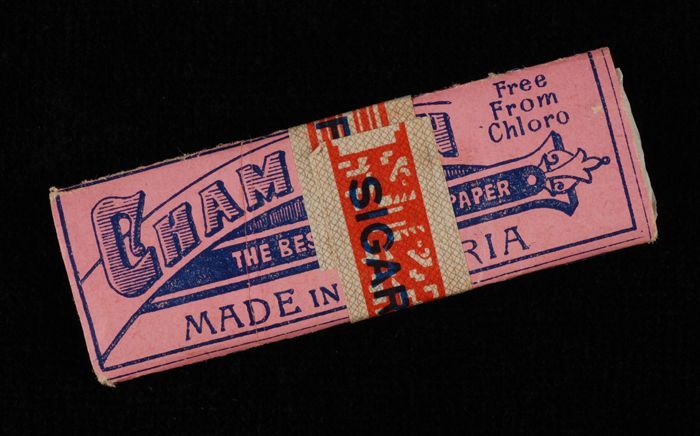 Free
From
Chloro
CHAM
THE BES PAPER
MADE IN RIA
F
SIGAR